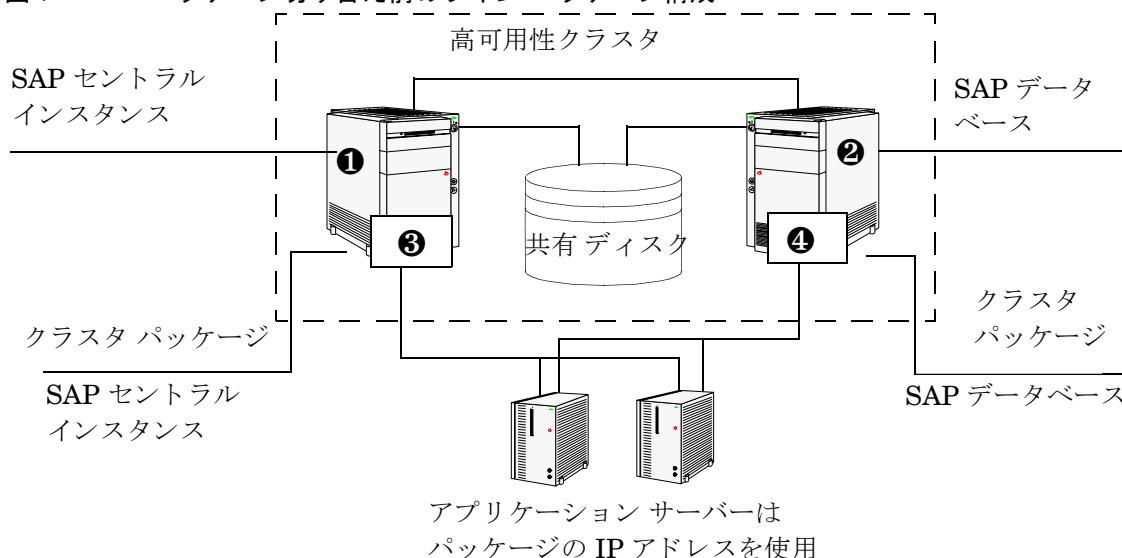 高可用性クラスタ
SAP セントラル
インスタンス
SAP データ
ベース
❶
❷
共有 ディスク
❸
❹
クラスタ パッケージ
SAP セントラル
インスタンス
クラスタ
パッケージ
SAP データベース
アプリケーション サーバーは
パッケージの IP アドレスを使用